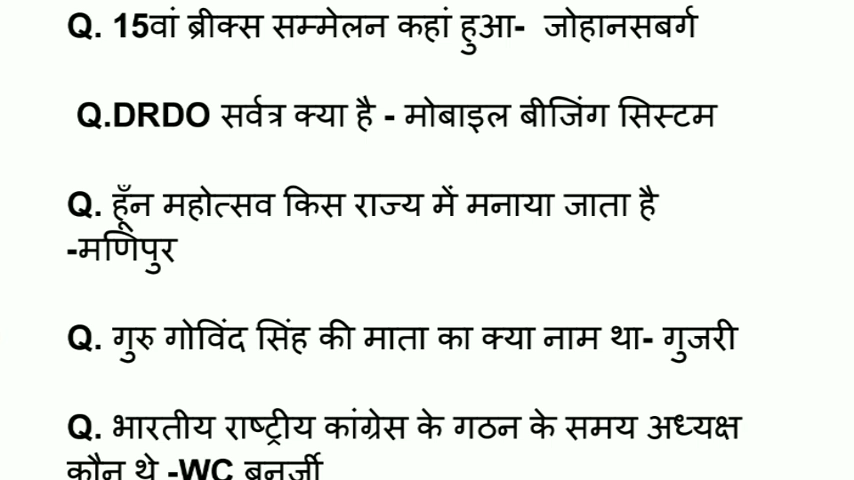 Q. 15वां ब्रीक्स सम्मेलन कहां हुआ- जोहानसबर्ग
Q.DRDO सर्वत्र क्या है - मोबाइल बीजिंग सिस्टम
Q. हूँन महोत्सव किस राज्य में मनाया जाता है
-मणिपुर
Q. गुरु गोविंद सिंह की माता का क्या नाम था- गुजरी
Q. भारतीय राष्ट्रीय कांग्रेस के गठन के समय अध्यक्ष
कौन थे -WC बनर्जी